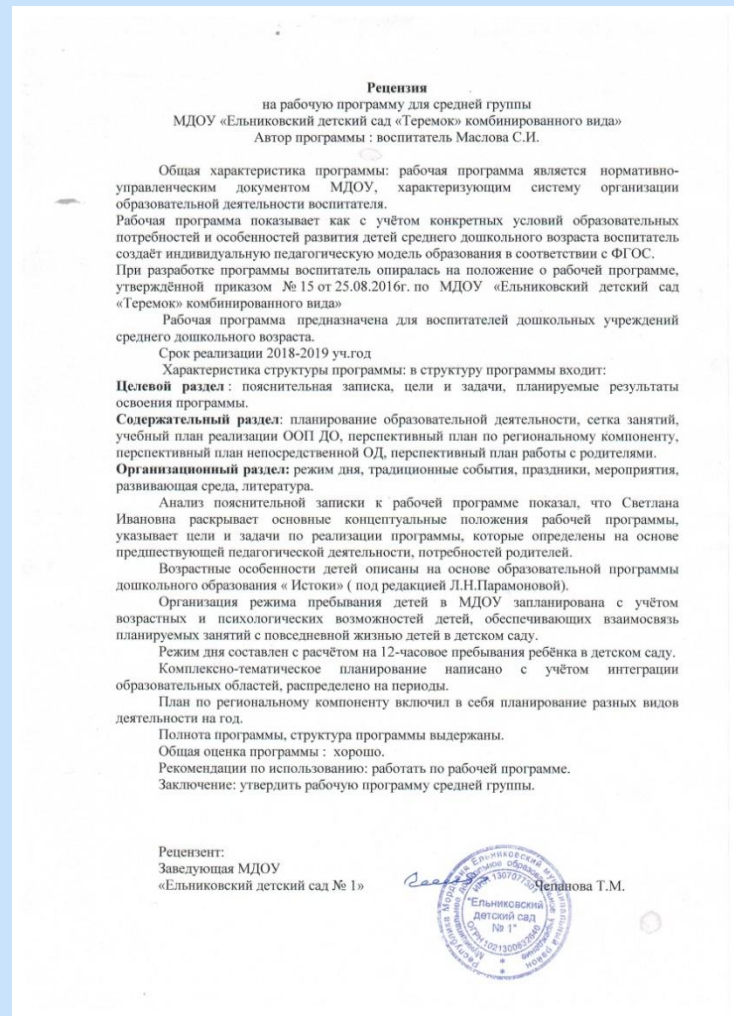 Рецензия
на рабочую программу для средней группы
МДОУ «Ельниковский детский сад «Теремок» комбинированного вида»
Автор программы : воспитатель Маслова С.И.
Общая характеристика программы: рабочая программа является нормативно-
управленческим документом МДОУ, характеризующим систему организации
образовательной деятельности воспитателя.
Рабочая программа показывает как с учётом конкретных условий образовательных
потребностей и особенностей развития детей среднего дошкольного возраста воспитатель
создаёт индивидуальную педагогическую модель образования в соответствии с ФГОС.
При разработке программы воспитатель опиралась на положение о рабочей программе,
утверждённой приказом № 15 от 25.08.2016г. по МДОУ «Ельниковский детский сад
«Теремок» комбинированного вида»
Рабочая программа предназначена для воспитателей дошкольных учреждений
среднего дошкольного возраста.
Срок реализации 2018-2019 уч.год
Характеристика структуры программы: в структуру программы входит:
Целевой раздел : пояснительная записка, цели и задачи, планируемые результаты
освоения программы.
Содержательный раздел: планирование образовательной деятельности, сетка занятий,
учебный план реализации ООП ДО, перспективный план по региональному компоненту,
перспективный план непосредственной ОД, перспективный план работы с родителями.
Организационный раздел: режим дня, традиционные события, праздники, мероприятия,
развивающая среда, литература.
Анализ пояснительной записки к рабочей программе показал, что Светлана
Ивановна раскрывает основные концептуальные положения рабочей программы,
указывает цели и задачи по реализации программы, которые определены на основе
предшествующей педагогической деятельности, потребностей родителей.
Возрастные особенности детей описаны на основе образовательной программы
дошкольного образования « Истоки» ( под редакцией Л.Н.Парамоновой).
Организация режима пребывания детей в МДОУ запланирована с учётом
возрастных и психологических возможностей детей, обеспечивающих взаимосвязь
планируемых занятий с повседневной жизнью детей в детском саду.
Режим дня составлен с расчётом на 12-часовое пребывания ребёнка в детском саду.
Комплексно-тематическое планирование написано с учётом интеграции
образовательных областей, распределено на периоды.
План по региональному компоненту включил в себя планирование разных видов
деятельности на год.
Полнота программы, структура программы выдержаны.
Общая оценка программы : хорошо.
Рекомендации по использованию: работать по рабочей программе.
Заключение: утвердить рабочую программу средней группы.
Рецензент:
Заведующая МДОУ
«Ельниковский детский сад № 1» Чепанова Т.М.
Республика Мордовия Ельниковский муниципальный район
Муниципальное дошкольное образовательное учреждение
ИНН 1307077301
"Ельниковский
детский сад
№ 1"
ОГРН 1021300832640